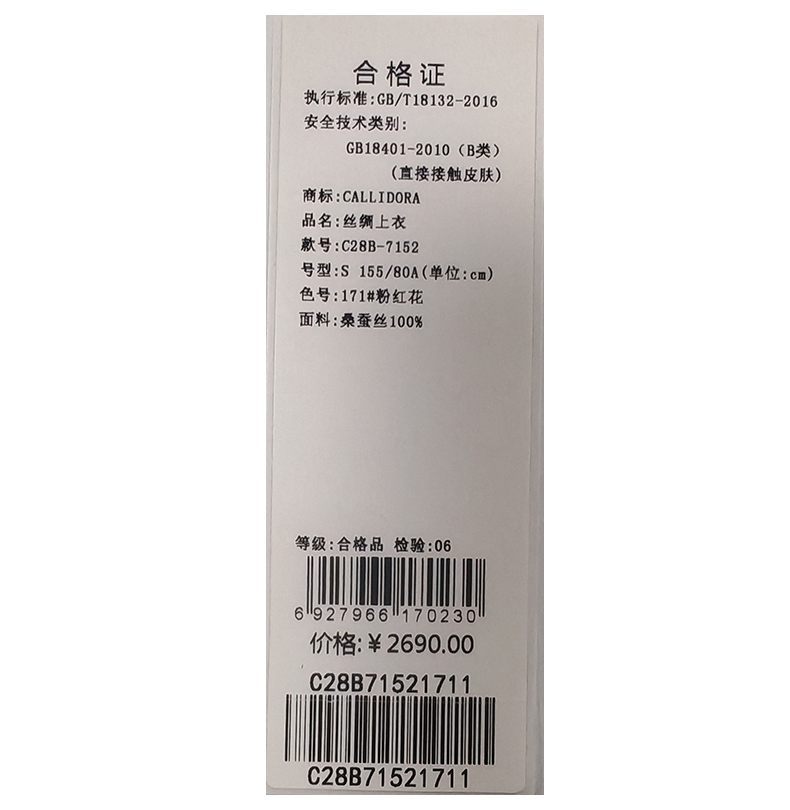 合格证
执行标准:GB/T18132-2016
安全技术类别:
GB18401-2010（B类）
(直接接触皮肤)
商标:CALLIDORA
品名:丝绸上衣
款号:C28B-7152
号型:S 155/80A(单位:cm)
色号:171#粉红花
面料:桑蚕丝100%
等级:合格品 检验:06
6 927966 170230
价格:￥2690.00
C28B71521711
C28B71521711